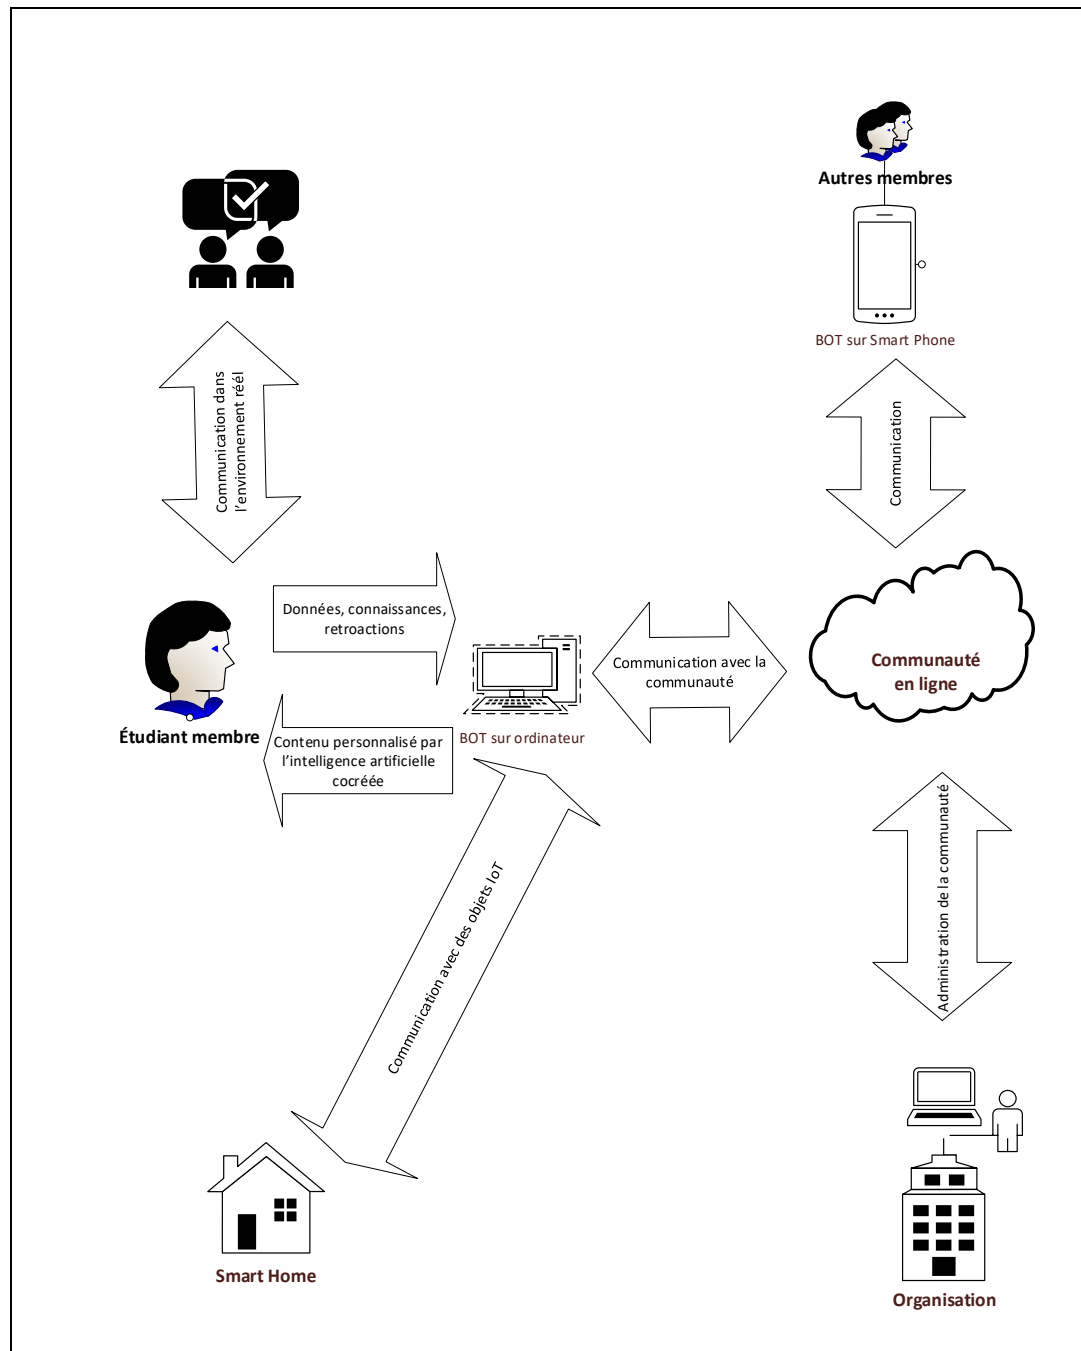 Autres membres
BOT sur Smart Phone
Communication dans
l'environnement réél
Communication
Données, connaissances,
retroactions
Étudiant membre
BOT sur ordinateur
Communication avec la
communauté
Communauté
en ligne
Contenu personnalisé par
l'intelligence artificielle
cocréée
Communication avec des objets IoT
Administration de la communauté
Smart Home
Organisation